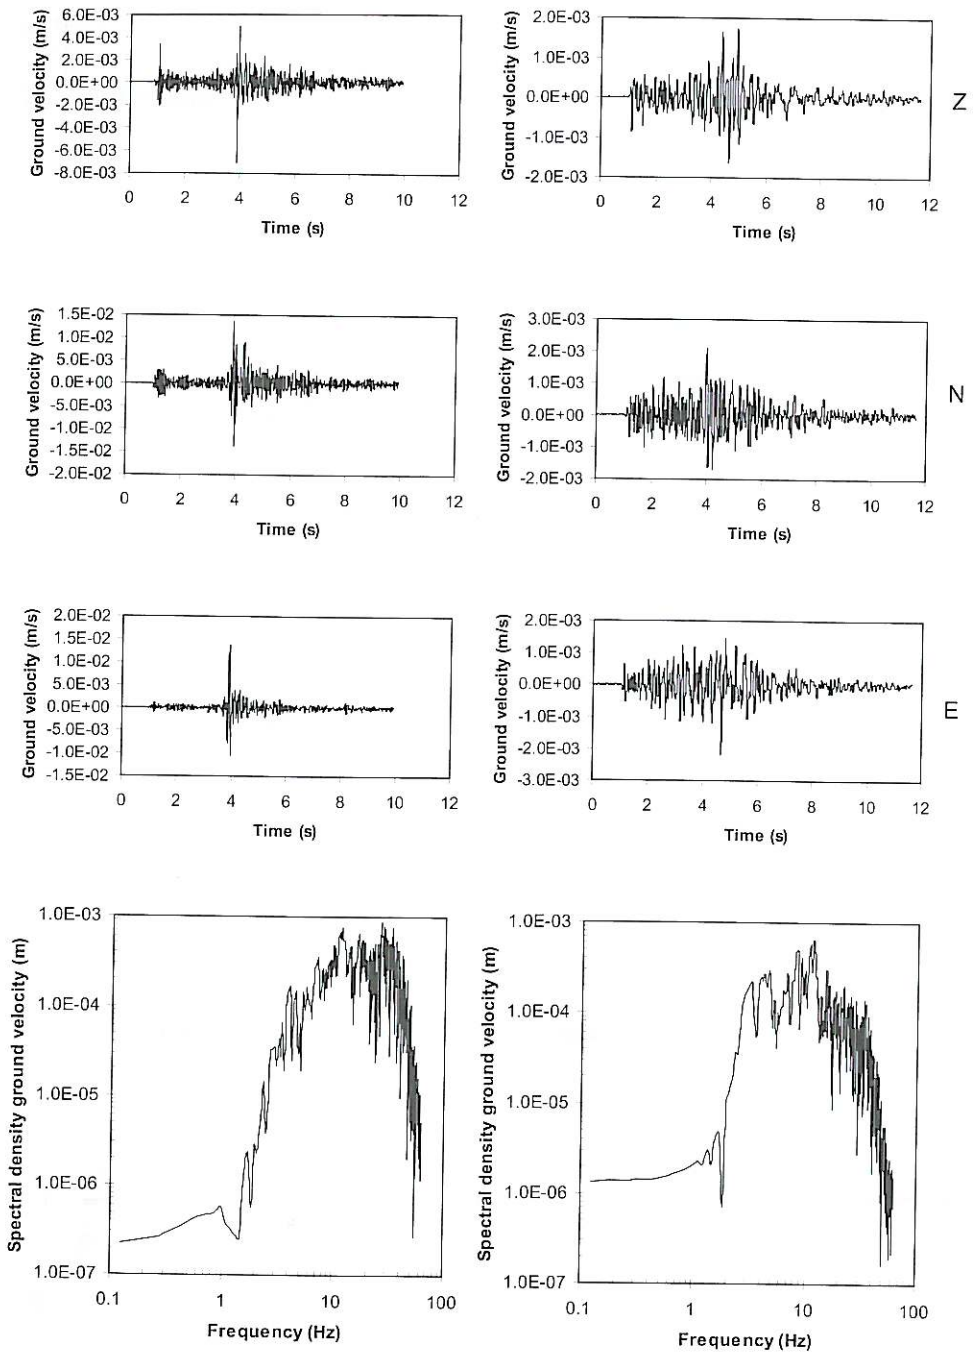 Ground velocity (m/s)
6.0E-03
4.0E-03
2.0E-03
0.0E+00
-2.0E-03
-4.0E-03
-6.0E-03
-8.0E-03
0 2 4 6 8 10 12
Time (s)
Ground velocity (m/s)
2.0E-03
1.0E-03
0.0E+00
-1.0E-03
-2.0E-03
0 2 4 6 8 10 12
Time (s)
Z
Ground velocity (m/s)
1.5E-02
1.0E-02
5.0E-03
0.0E+00
-5.0E-03
-1.0E-02
-1.5E-02
-2.0E-02
0 2 4 6 8 10 12
Time (s)
Ground velocity (m/s)
3.0E-03
2.0E-03
1.0E-03
0.0E+00
-1.0E-03
-2.0E-03
0 2 4 6 8 10 12
Time (s)
N
Ground velocity (m/s)
2.0E-02
1.5E-02
1.0E-02
5.0E-03
0.0E+00
-5.0E-03
-1.0E-02
-1.5E-02
0 2 4 6 8 10 12
Time (s)
Ground velocity (m/s)
2.0E-03
1.0E-03
0.0E+00
-1.0E-03
-2.0E-03
-3.0E-03
0 2 4 6 8 10 12
Time (s)
E
Spectral density ground velocity (m)
1.0E-03
1.0E-04
1.0E-05
1.0E-06
1.0E-07
0.1 1 10 100
Frequency (Hz)
Spectral density ground velocity (m)
1.0E-03
1.0E-04
1.0E-05
1.0E-06
1.0E-07
0.1 1 10 100
Frequency (Hz)